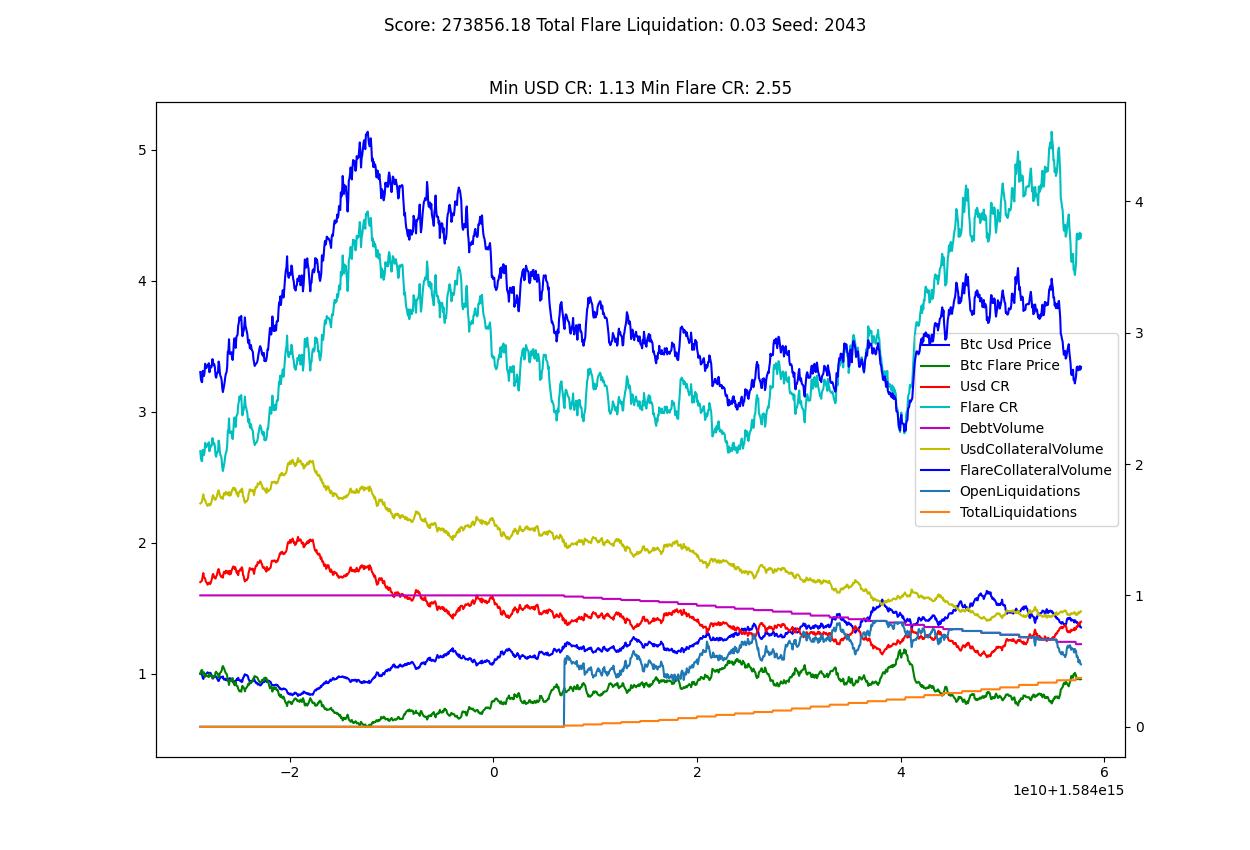 Score: 273856.18 Total Flare Liquidation: 0.03 Seed: 2043
Min USD CR: 1.13 Min Flare CR: 2.55
5
4
3
2
1
4
3
2
1
0
Btc Usd Price
Btc Flare Price
Usd CR
Flare CR
DebtVolume
UsdCollateralVolume
FlareCollateralVolume
OpenLiquidations
TotalLiquidations
−2 0 2 4 6
1e10+1.584e15